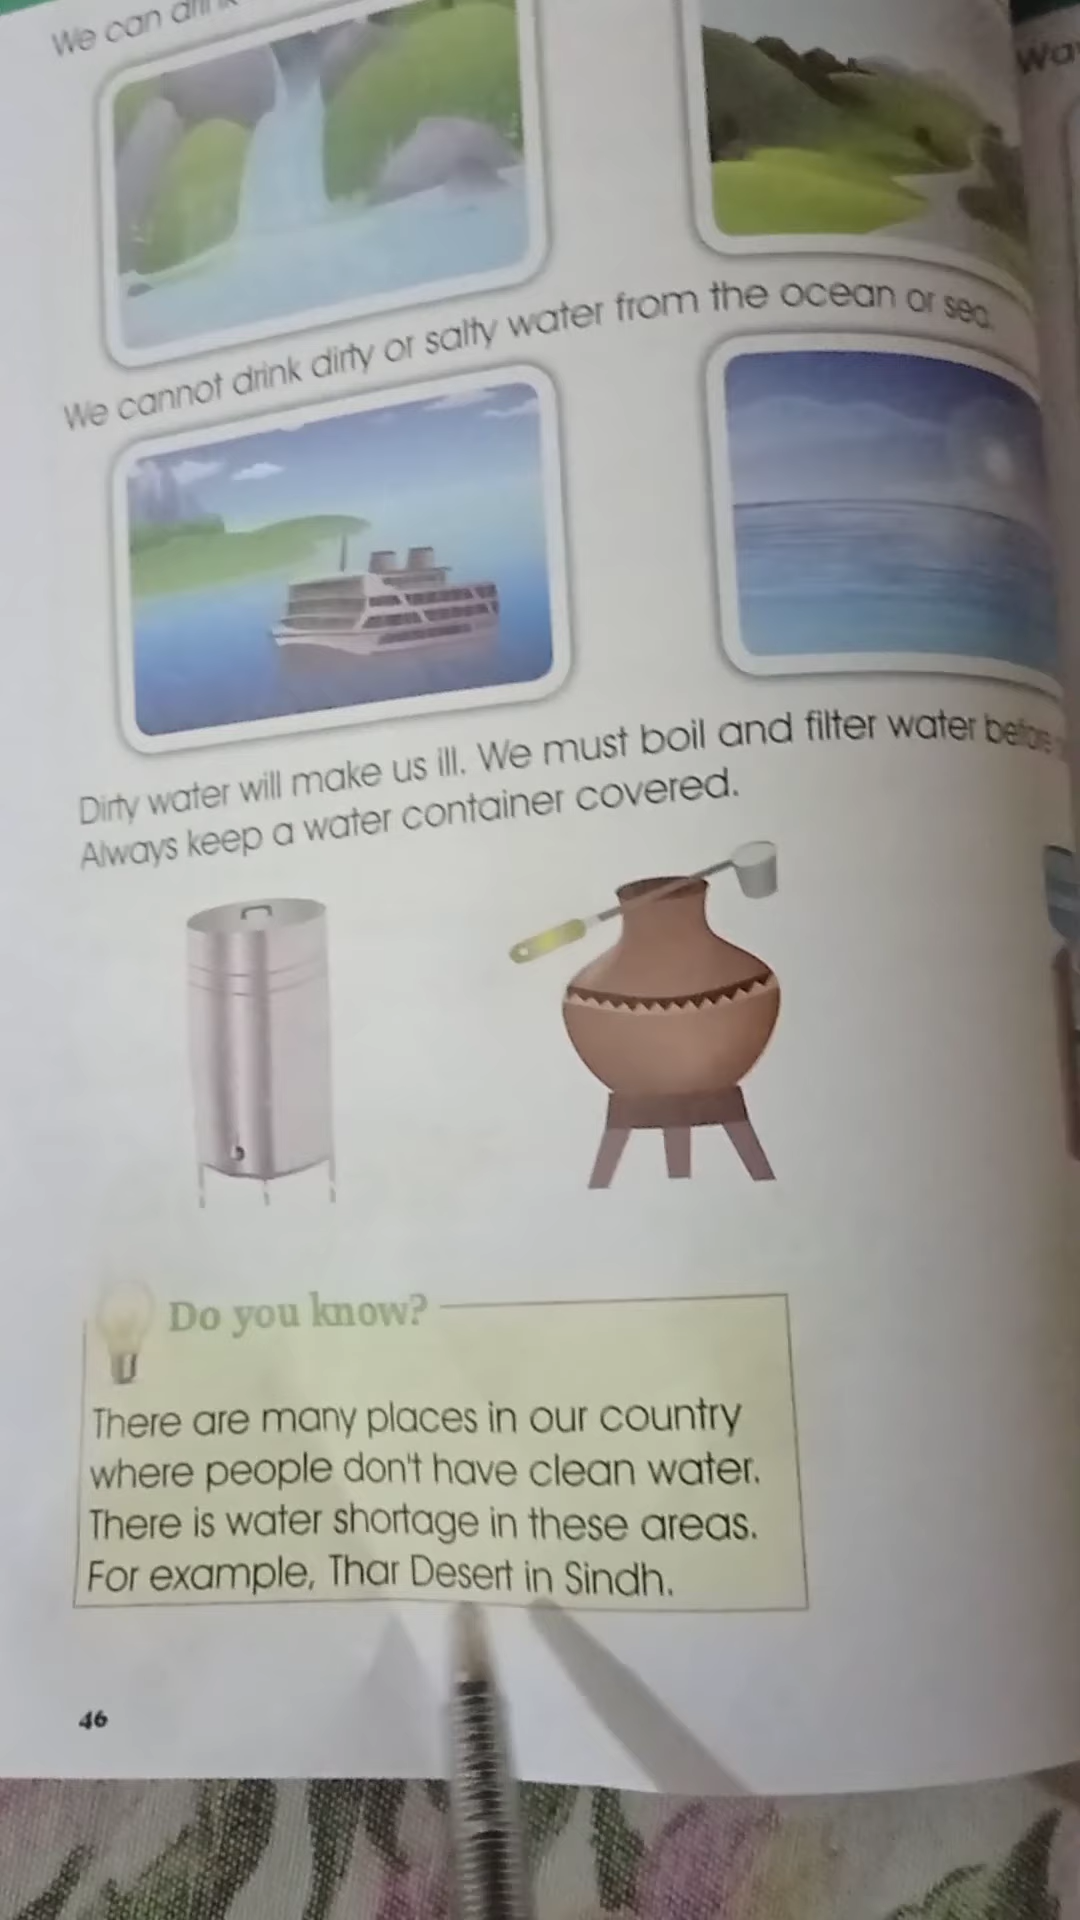 We can drink
Wa
We cannot drink dirty or salty water from the ocean or sea.
Dirty water will make us ill. We must boil and filter water before
Always keep a water container covered.
Do you know?
There are many places in our country
where people don't have clean water.
There is water shortage in these areas.
For example, Thar Desert in Sindh.
46